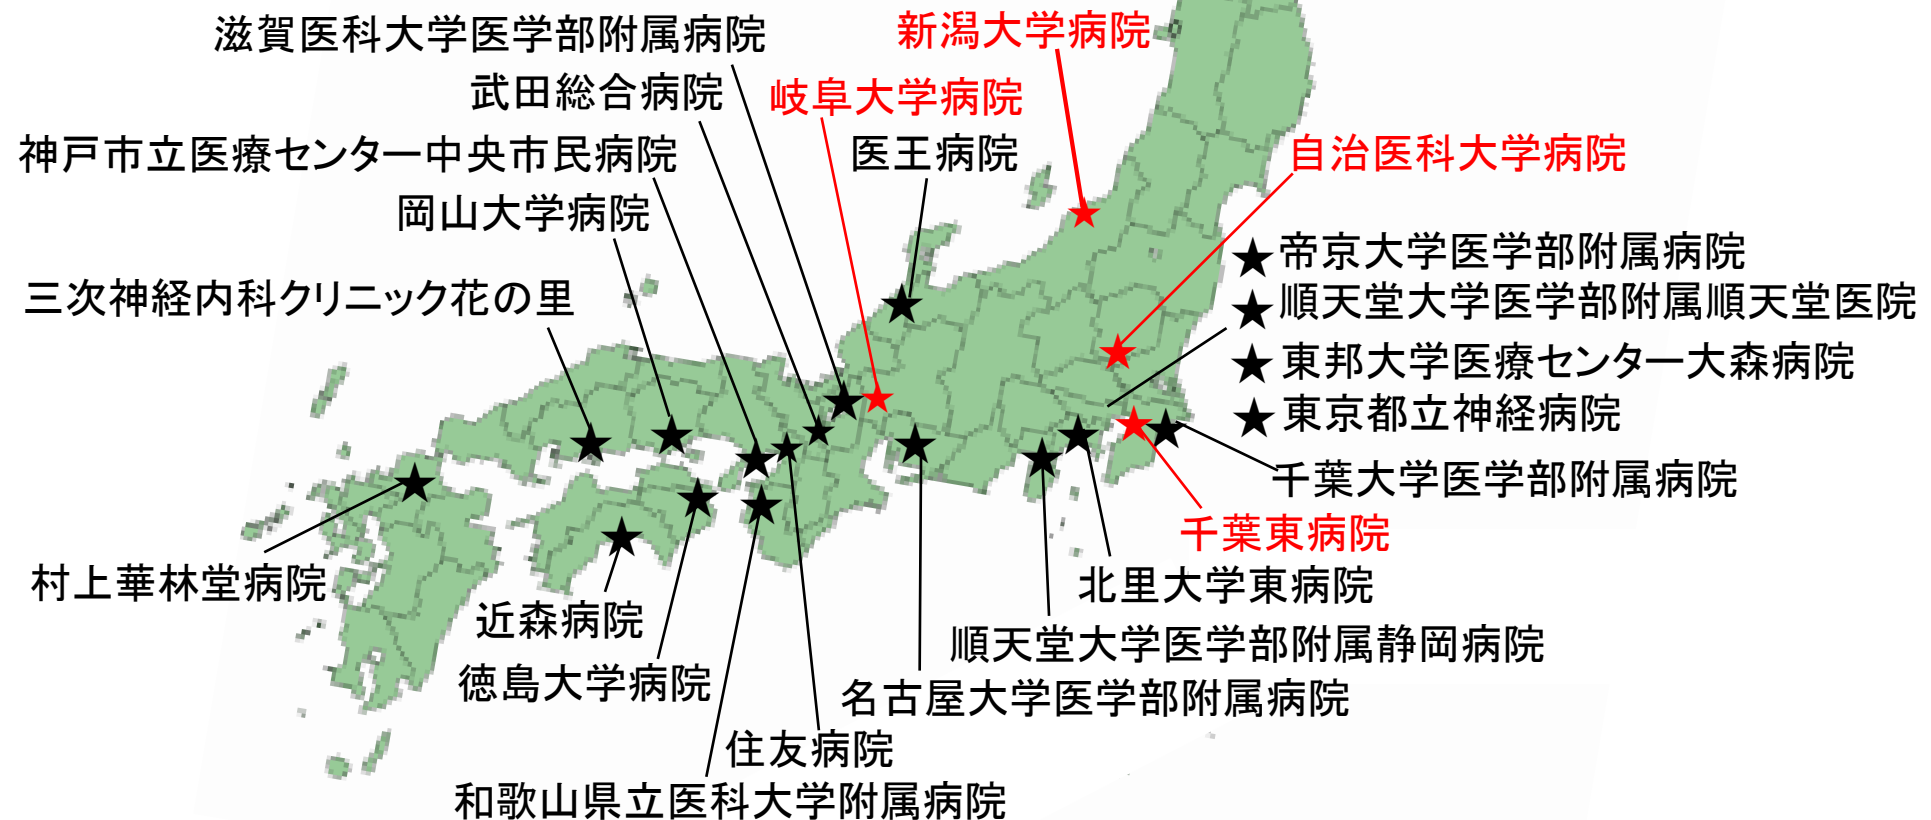 滋賀医科大学医学部附属病院
新潟大学病院
武田総合病院
岐阜大学病院
神戸市立医療センター中央市民病院
医王病院
自治医科大学病院
岡山大学病院
帝京大学医学部附属病院
三次神経内科クリニック花の里
順天堂大学医学部附属順天堂医院
東邦大学医療センター大森病院
東京都立神経病院
千葉大学医学部附属病院
千葉東病院
村上華林堂病院
北里大学東病院
近森病院
順天堂大学医学部附属静岡病院
徳島大学病院
名古屋大学医学部附属病院
住友病院
和歌山県立医科大学附属病院